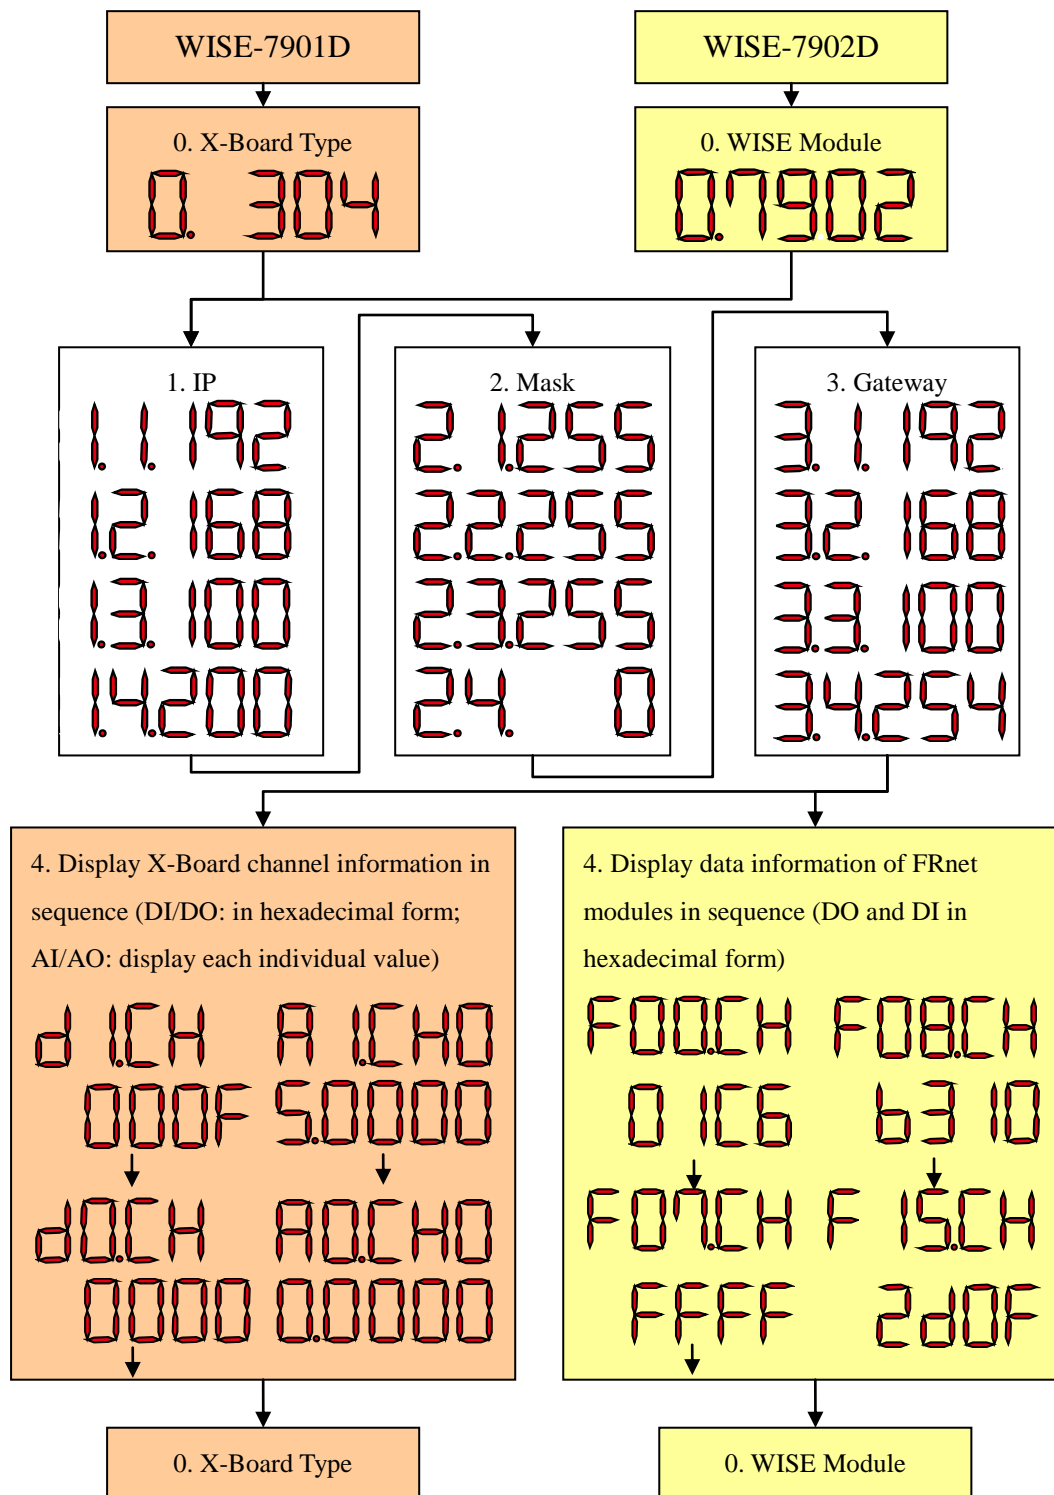 WISE-7901D
WISE-7902D
0. X-Board Type
0. 304
0. WISE Module
0.7902
1. IP
1.1. 192
1.2. 168
1.3. 100
1.4.200
2. Mask
2.1.255
2.2.255
2.3.255
2.4. 0
3. Gateway
3.1. 192
3.2. 168
3.3. 100
3.4.254
4. Display X-Board channel information in
sequence (DI/DO: in hexadecimal form;
AI/AO: display each individual value)
dI.CH
000F
d0.CH
0000
AI.CH0
5.0000
A0.CH0
0.0000
4. Display data information of FRnet
modules in sequence (DO and DI in
hexadecimal form)
F00.CH
01C6
F07.CH
FFFF
F08.CH
b310
F 15.CH
2d0F
0. X-Board Type
0. WISE Module